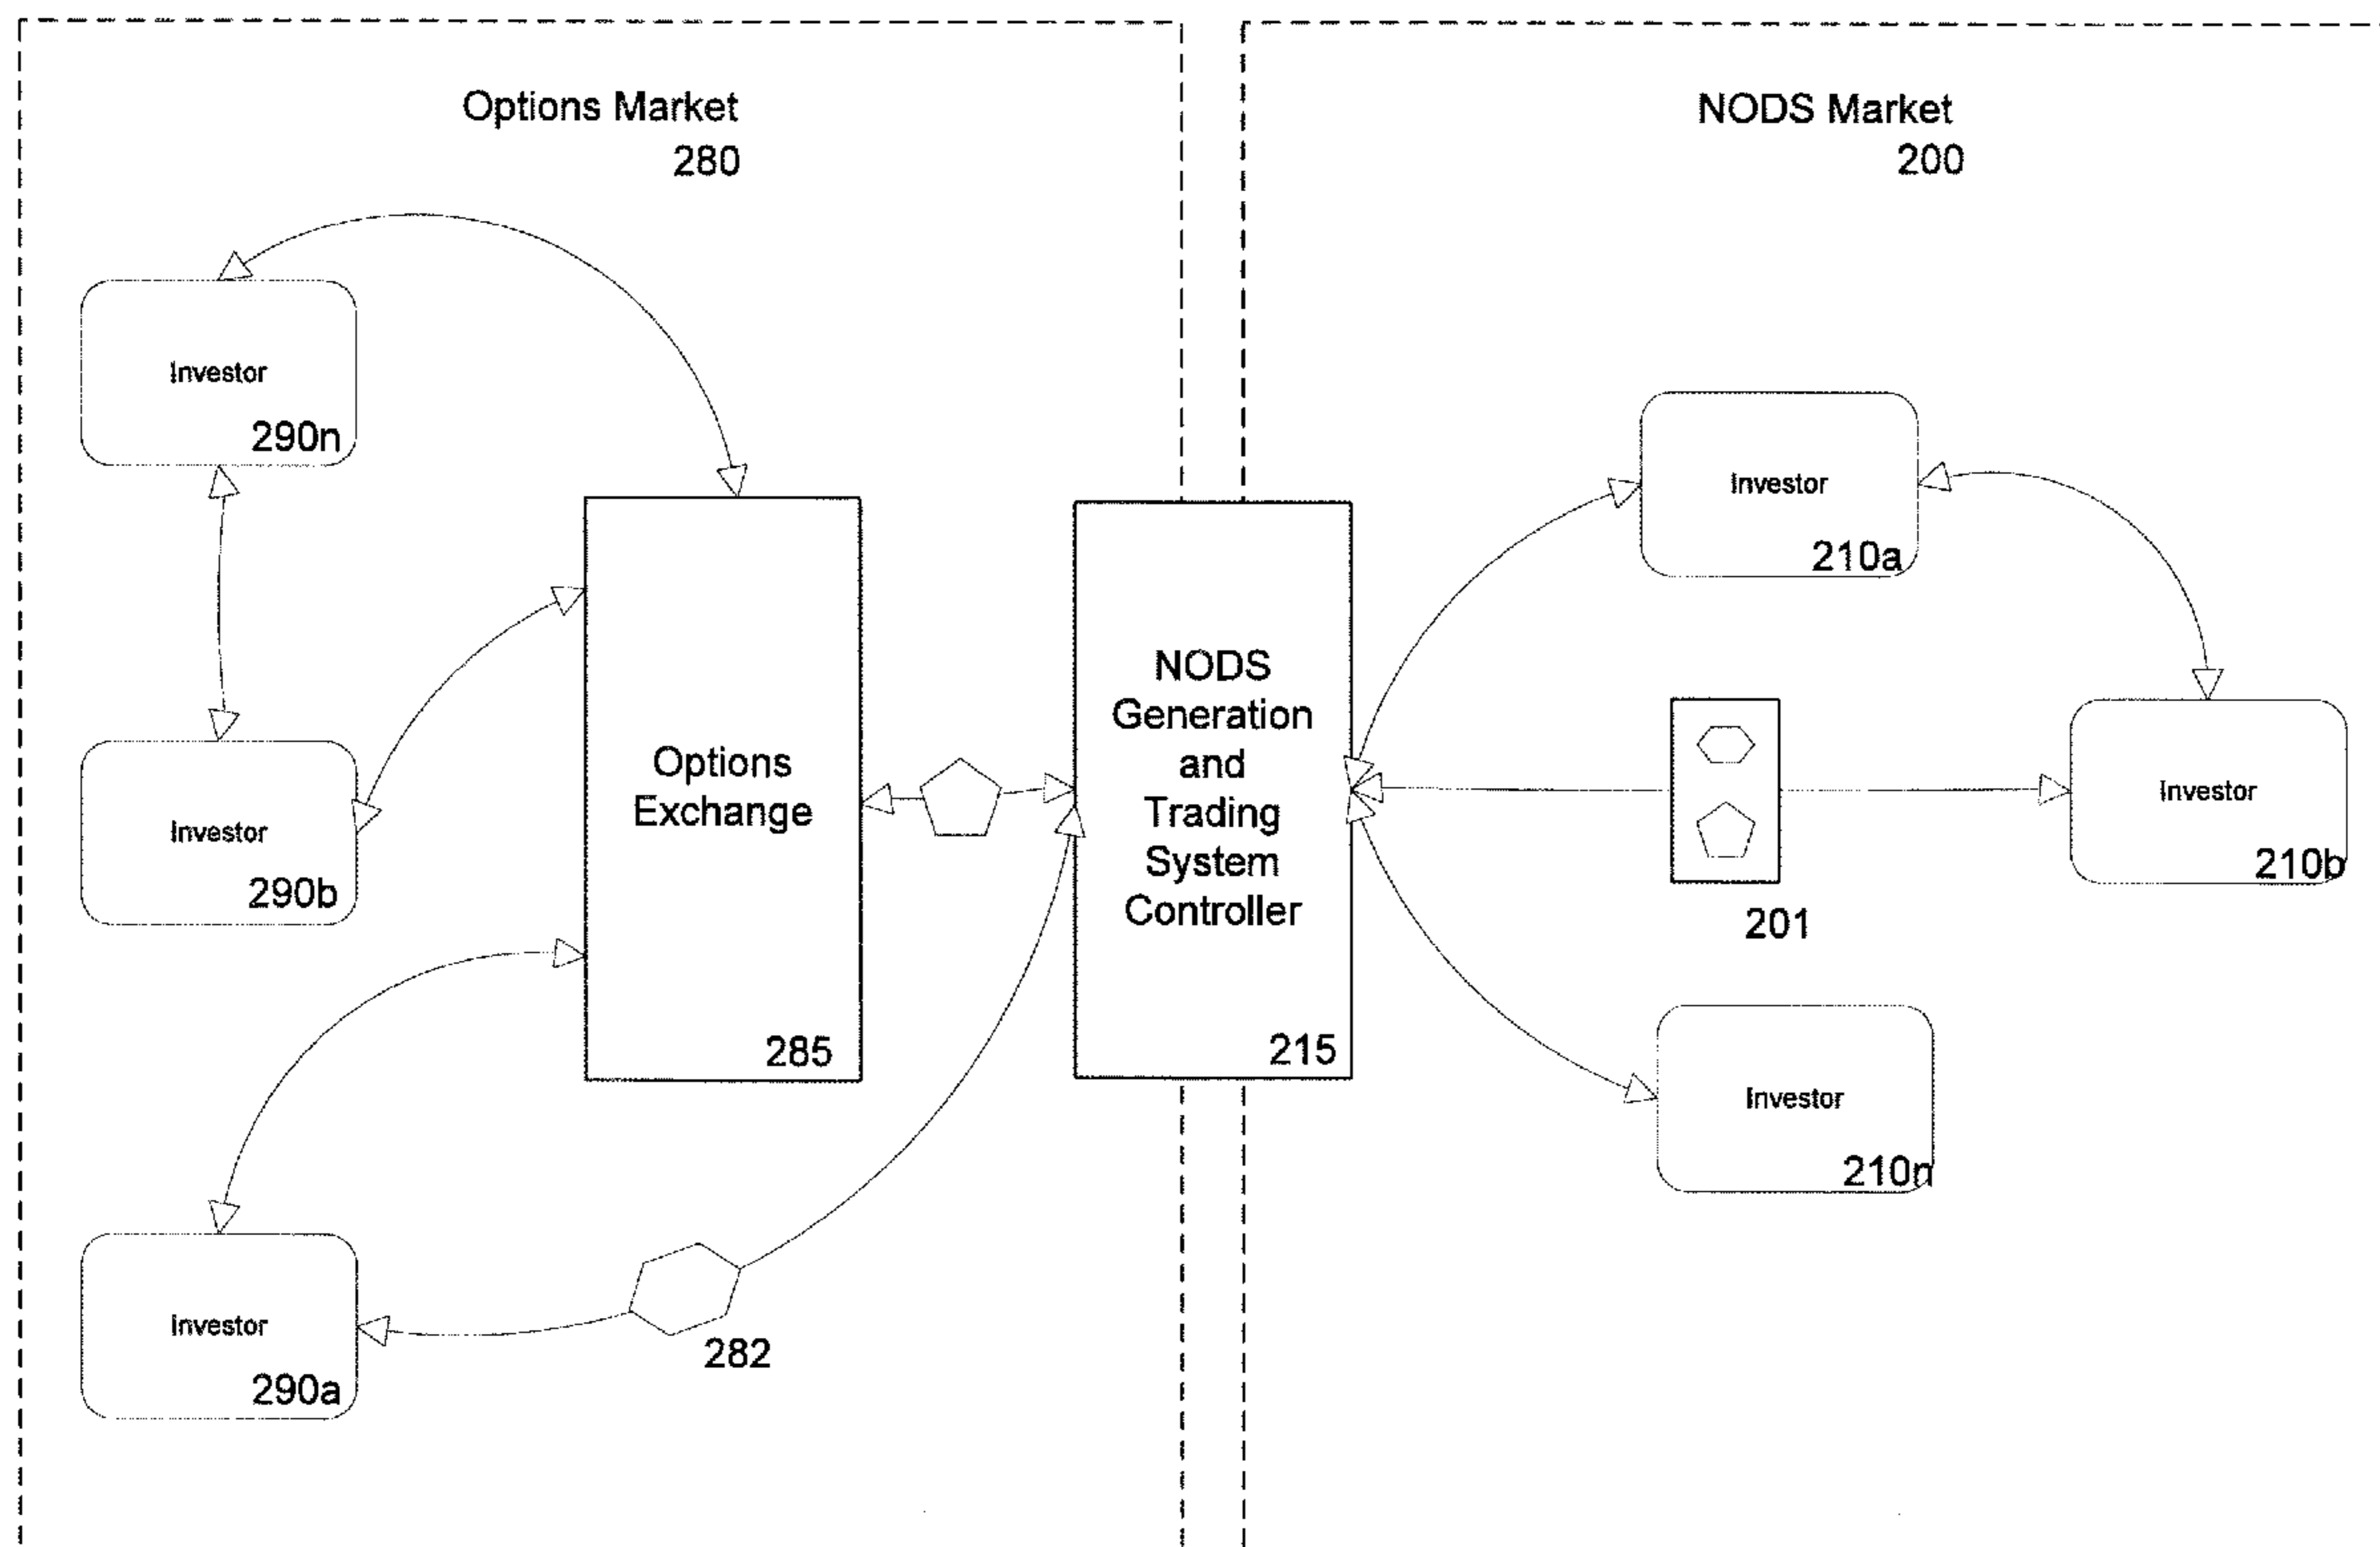 Options Market
280
NODS Market
200
Investor
290n
Investor
290b
Investor
290a
Options
Exchange
285
282
NODS
Generation
and
Trading
System
Controller
215
Investor
210a
201
Investor
210b
Investor
210n